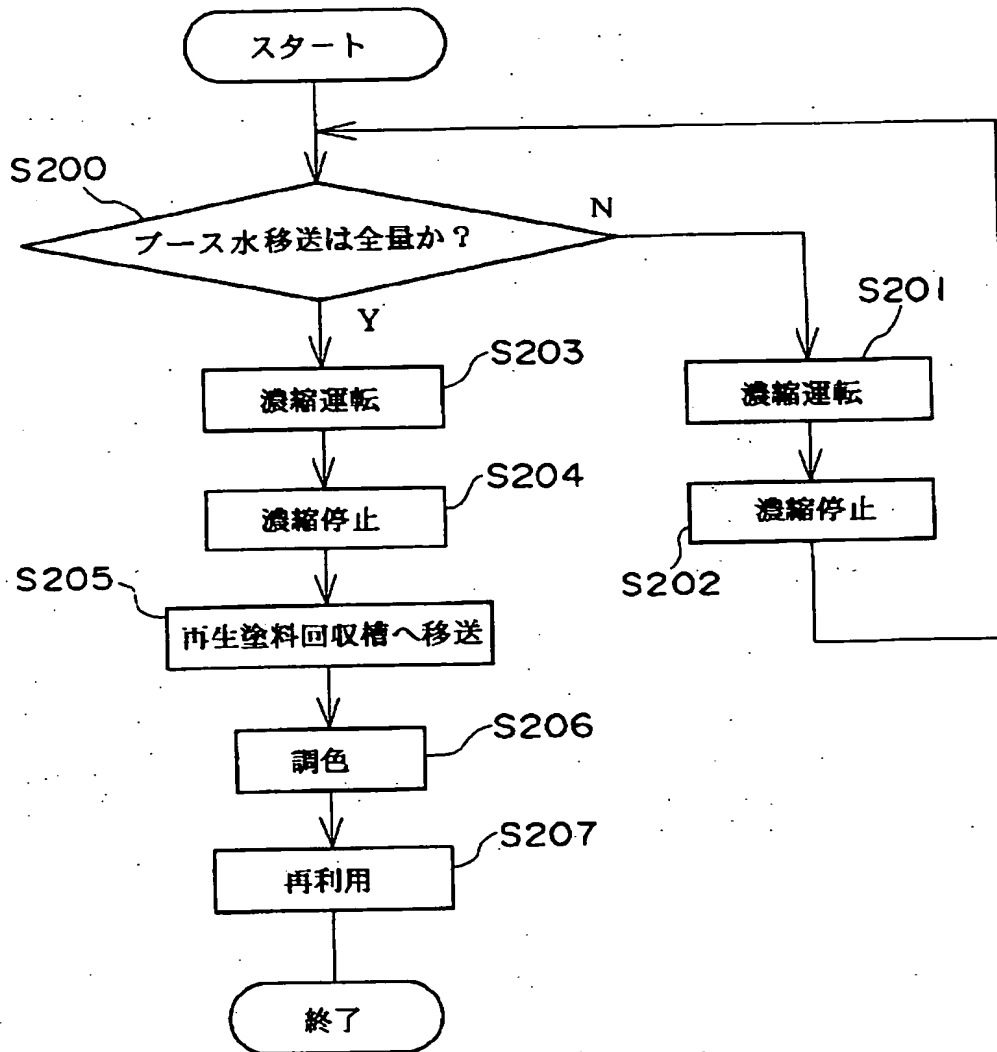 スタート
S200
ブース水移送は全量か?
N
Y
S201
S203
濃縮運転
濃縮運転
S204
濃縮停止
濃縮停止
S202
S205
再生塗料回収槽へ移送
S206
調色
S207
再利用
終了